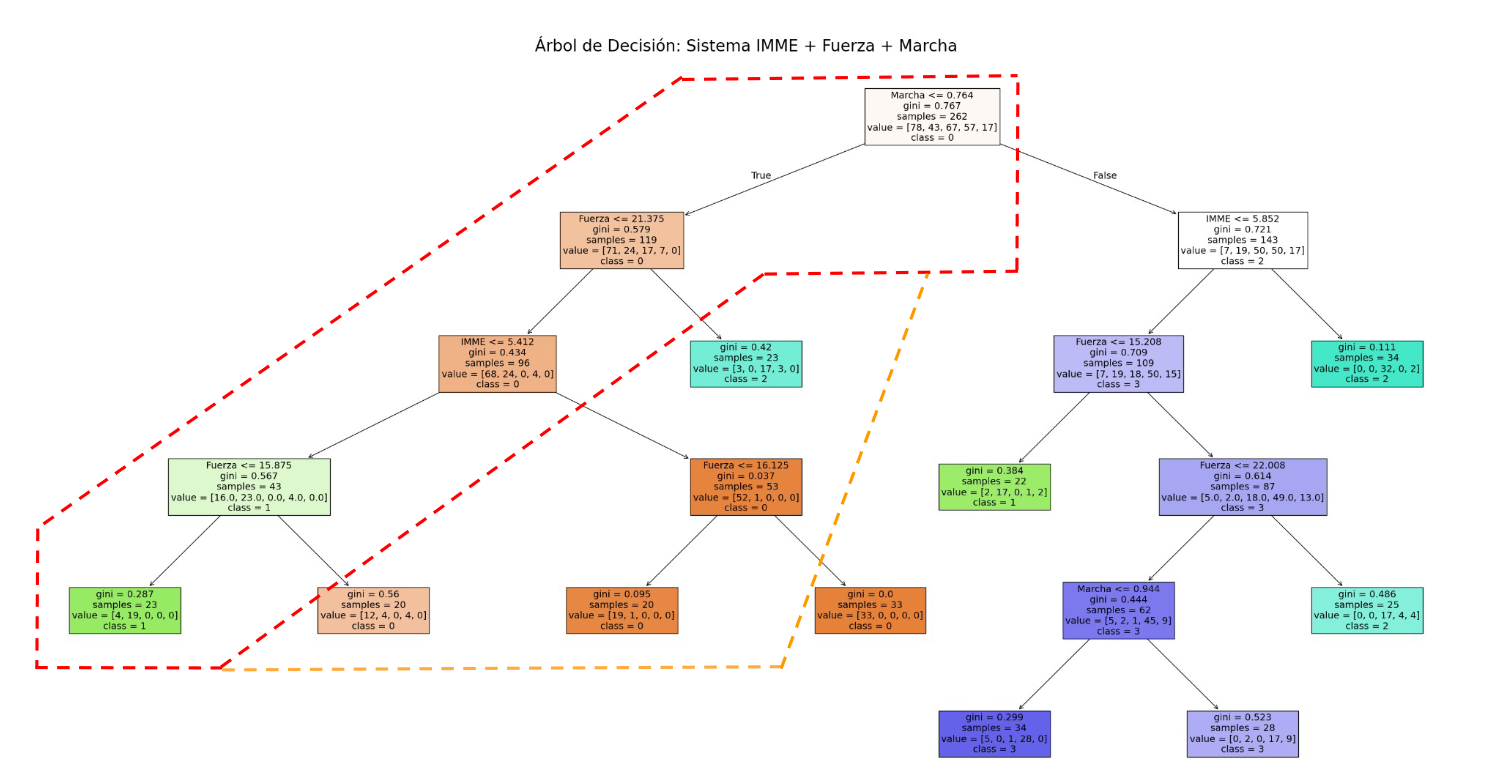 Árbol de Decisión: Sistema IMME + Fuerza + Marcha
Marcha <= 0.764
gini = 0.767
samples = 262
value = [78, 43, 67, 57, 17]
class = 0
True
False
Fuerza <= 21.375
gini = 0.579
samples = 119
value = [71, 24, 17, 7, 0]
class = 0
IMME <= 5.852
gini = 0.721
samples = 143
value = [7, 19, 50, 50, 17]
class = 2
IMME <= 5.412
gini = 0.434
samples = 96
value = [68, 24, 0, 4, 0]
class = 0
gini = 0.42
samples = 23
value = [3, 0, 17, 3, 0]
class = 2
Fuerza <= 15.208
gini = 0.709
samples = 109
value = [7, 19, 18, 50, 15]
class = 3
gini = 0.111
samples = 34
value = [0, 0, 32, 0, 2]
class = 2
Fuerza <= 15.875
gini = 0.567
samples = 43
value = [16.0, 23.0, 0.0, 4.0, 0.0]
class = 1
Fuerza <= 16.125
gini = 0.037
samples = 53
value = [52, 1, 0, 0, 0]
class = 0
gini = 0.384
samples = 22
value = [2, 17, 0, 1, 2]
class = 1
Fuerza <= 22.008
gini = 0.614
samples = 87
value = [5.0, 2.0, 18.0, 49.0, 13.0]
class = 3
gini = 0.287
samples = 23
value = [4, 19, 0, 0, 0]
class = 1
gini = 0.56
samples = 20
value = [12, 4, 0, 4, 0]
class = 0
gini = 0.095
samples = 20
value = [19, 1, 0, 0, 0]
class = 0
gini = 0.0
samples = 33
value = [33, 0, 0, 0, 0]
class = 0
Marcha <= 0.944
gini = 0.444
samples = 62
value = [5, 2, 1, 45, 9]
class = 3
gini = 0.486
samples = 25
value = [0, 0, 17, 4, 4]
class = 2
gini = 0.299
samples = 34
value = [5, 0, 1, 28, 0]
class = 3
gini = 0.523
samples = 28
value = [0, 2, 0, 17, 9]
class = 3